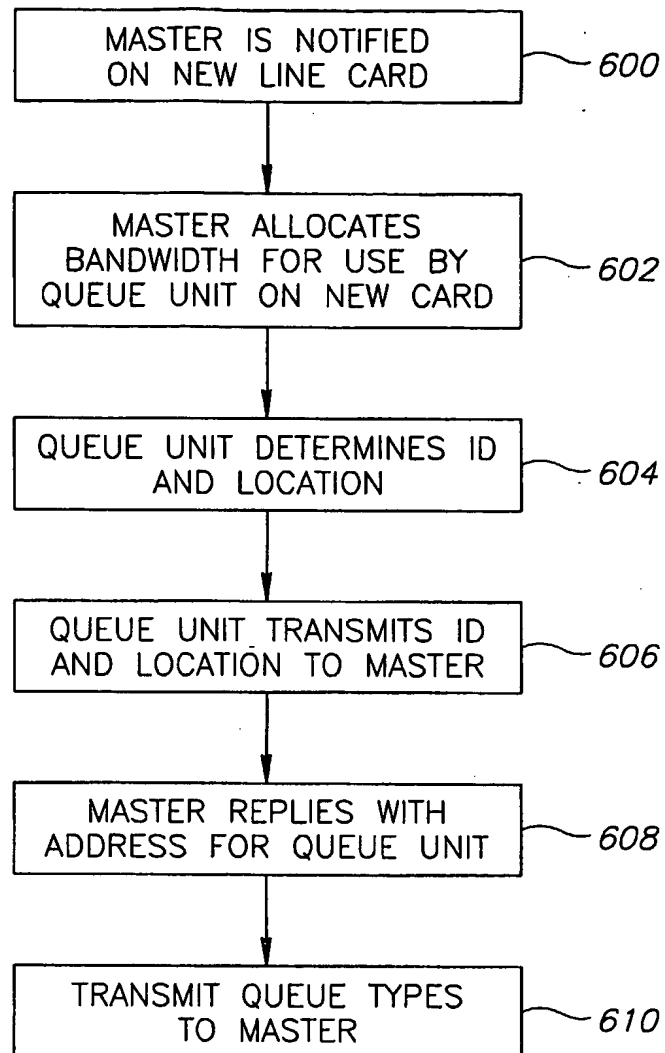 MASTER IS NOTIFIED
ON NEW LINE CARD
600
MASTER ALLOCATES
BANDWIDTH FOR USE BY
QUEUE UNIT ON NEW CARD
602
QUEUE UNIT DETERMINES ID
AND LOCATION
604
QUEUE UNIT TRANSMITS ID
AND LOCATION TO MASTER
606
MASTER REPLIES WITH
ADDRESS FOR QUEUE UNIT
608
TRANSMIT QUEUE TYPES
TO MASTER
610